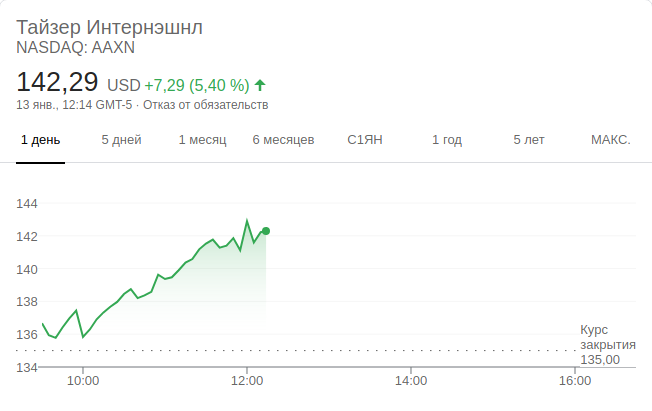 Тайзер Интернэшнл
NASDAQ: AAXN
142,29 USD +7,29 (5,40 %)
13 янв., 12:14 GMT-5 · Отказ от обязательств
1 день 5 дней 1 месяц 6 месяцев С1ЯН 1 год 5 лет МАКС.
144
142
140
138
136
134
Курс
закрытия
135,00
10:00 12:00 14:00 16:00